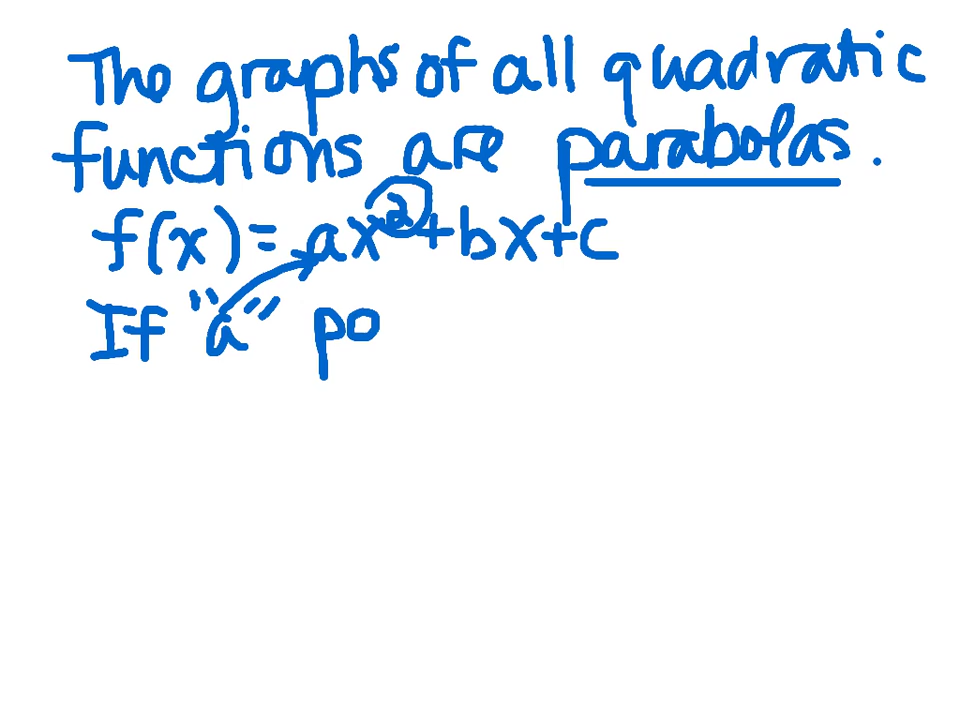 The graphs of all quadratic
functions are parabolas.
f(x) = ax²+bx+c
If "a" po